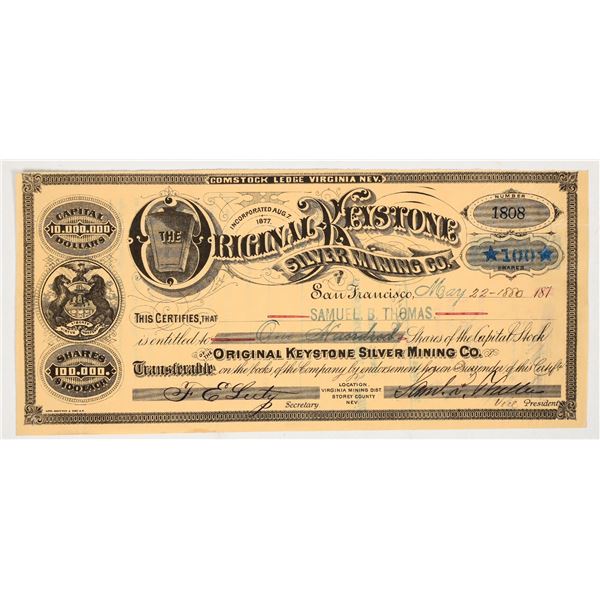 COMSTOCK LEDGE VIRGINIA NEV.
CAPITAL
10,000,000
DOLLARS
INCORPORATED AUG. 7.
1877.
THE
ORIGINAL KEYSTONE
SILVER MINING CO.
NUMBER
1808
★100★
SHARES
San Francisco, May 22-1880 187
THIS CERTIFIES, THAT SAMUEL B. THOMAS
is entitled to One Hundred Shares of the Capital Stock
OF THE ORIGINAL KEYSTONE SILVER MINING CO.
SHARES
100,000.
$100 EACH
Transferable on the books of the Company by endorsement hereon & surrender of this Certif.
Secretary
LOCATION.
VIRGINIA MINING DIST
STOREY COUNTY
NEV.
Vice President